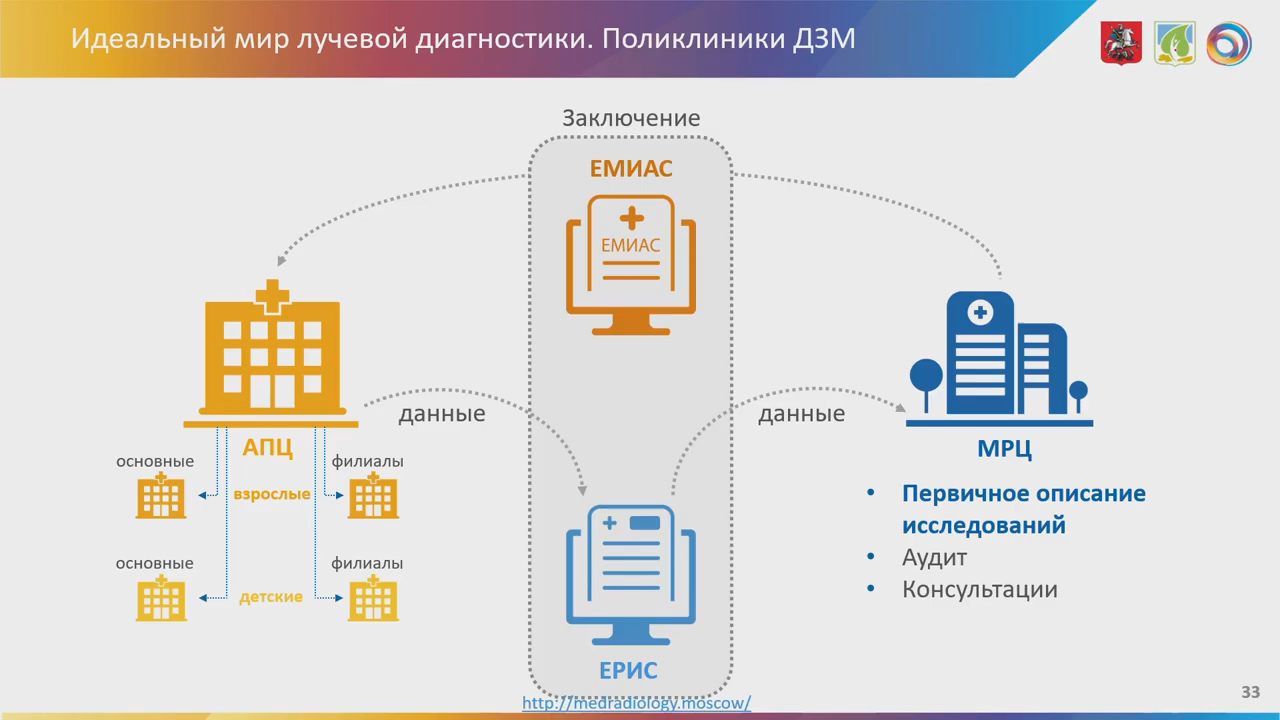 Идеальный мир лучевой диагностики. Поликлиники ДЗМ
Заключение
ЕМИАС
ЕМИАС
данные
данные
АПЦ
основные
филиалы
взрослые
основные
филиалы
детские
МРЦ
• Первичное описание
исследований
• Аудит
• Консультации
ЕРИС
http://medradiology.moscow/
33